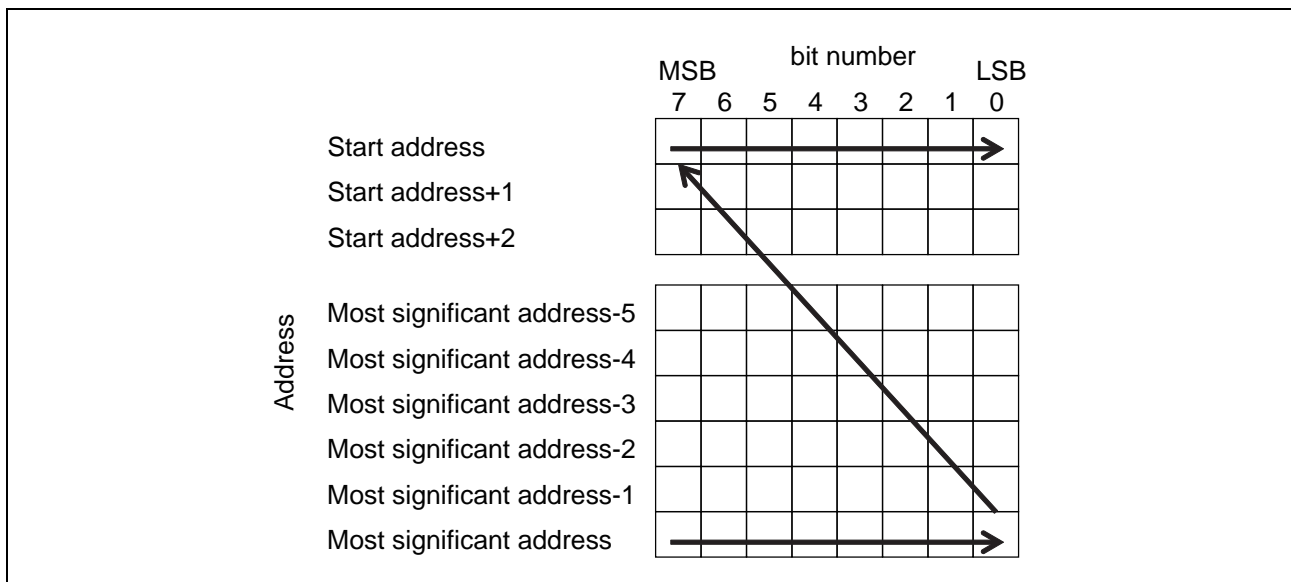 bit number
MSB LSB
7 6 5 4 3 2 1 0
Start address
Start address+1
Start address+2
Address
Most significant address-5
Most significant address-4
Most significant address-3
Most significant address-2
Most significant address-1
Most significant address